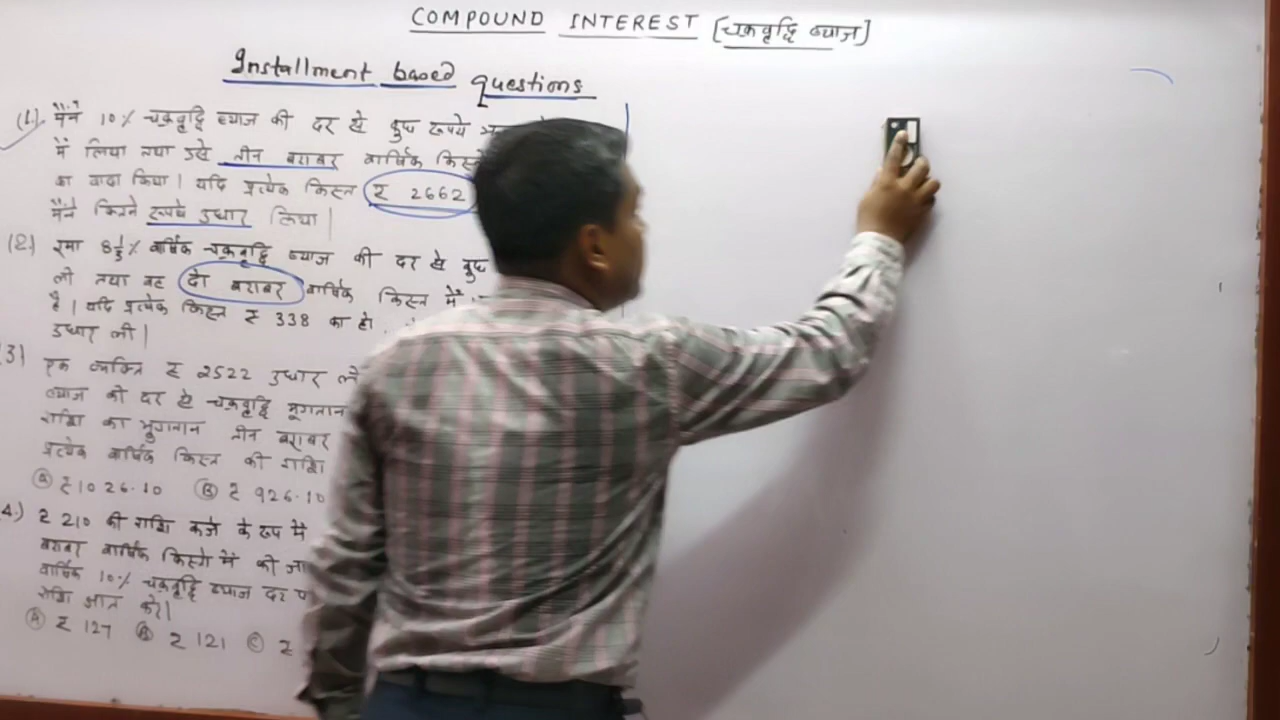 COMPOUND INTEREST [चक्रवृद्धि ब्याज]
Installment based questions
(1.) मैंने 10% चक्रवृद्धि ब्याज की दर से कुछ रूपये
में लिया तथा उसे तीन बराबर वार्षिक
का वादा किया। यदि प्रत्येक किस्त ₹ 2662
मैंने कितने रूपये उधार लिया।
(2.) रमा 8 1/3% वार्षिक चक्रवृद्धि ब्याज की दर से कुछ
ली तथा वह दो बराबर वार्षिक किस्त में
है। यदि प्रत्येक किस्त ₹ 338 का हो
उधार ली।
3) एक व्यक्ति ₹ 2522 उधार
ब्याज की दर से चक्रवृद्धि भुगतान
राशि का भुगतान तीन बराबर
प्रत्येक वार्षिक किस्त की राशि
(A) ₹1026.10 (B) ₹ 926.10
4.) ₹ 210 की राशि कर्ज के रूप में
बराबर वार्षिक किस्तों में की
वार्षिक 10% चक्रवृद्धि ब्याज दर
राशि ज्ञात करें।
(A) ₹ 127 (B) ₹ 121 (C) ₹